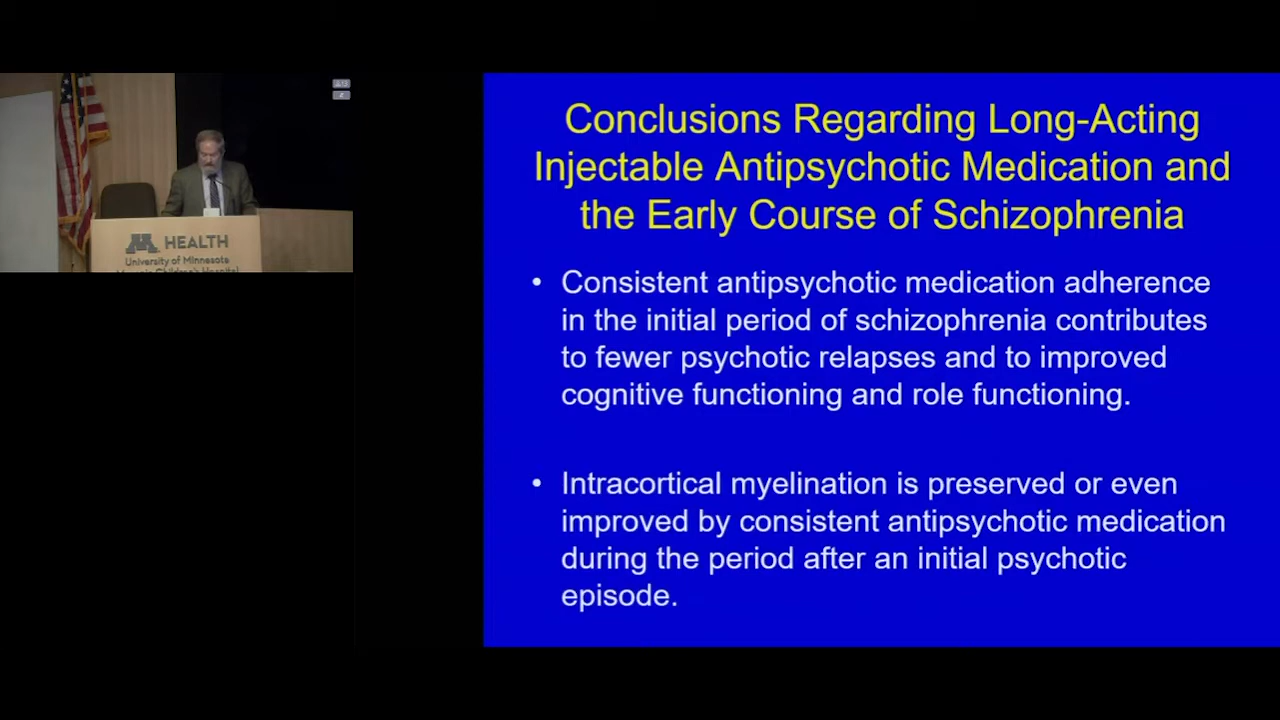 HEALTH
University of Minnesota
Children's Hospital
Conclusions Regarding Long-Acting
Injectable Antipsychotic Medication and
the Early Course of Schizophrenia
• Consistent antipsychotic medication adherence
in the initial period of schizophrenia contributes
to fewer psychotic relapses and to improved
cognitive functioning and role functioning.
• Intracortical myelination is preserved or even
improved by consistent antipsychotic medication
during the period after an initial psychotic
episode.